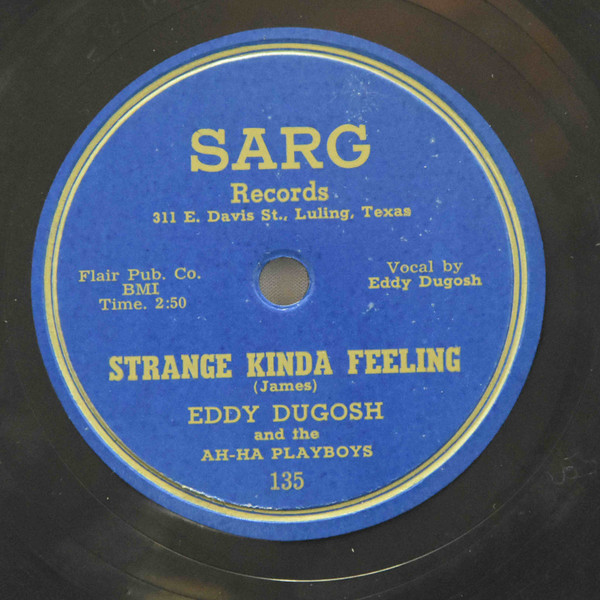 SARG
Records
311 E. Davis St., Luling, Texas
Flair Pub. Co.
BMI
Time. 2:50
Vocal by
Eddy Dugosh
STRANGE KINDA FEELING
(James)
EDDY DUGOSH
and the
AH-HA PLAYBOYS
135